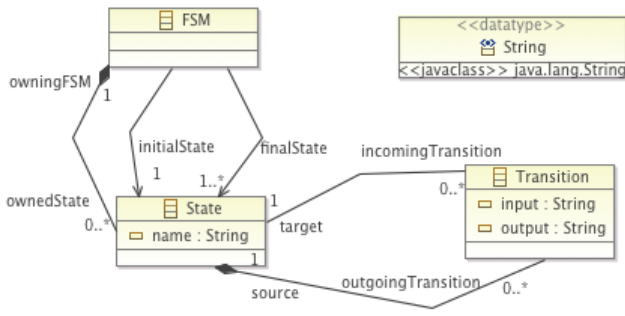 FSM
<<datatype>>
String
<<javaclass>> java.lang.String
owningFSM
1
initialState
finalState
1
1..*
incomingTransition
ownedState
0..*
State
name : String
1
1
target
0..*
Transition
input : String
output : String
source
outgoingTransition
0..*